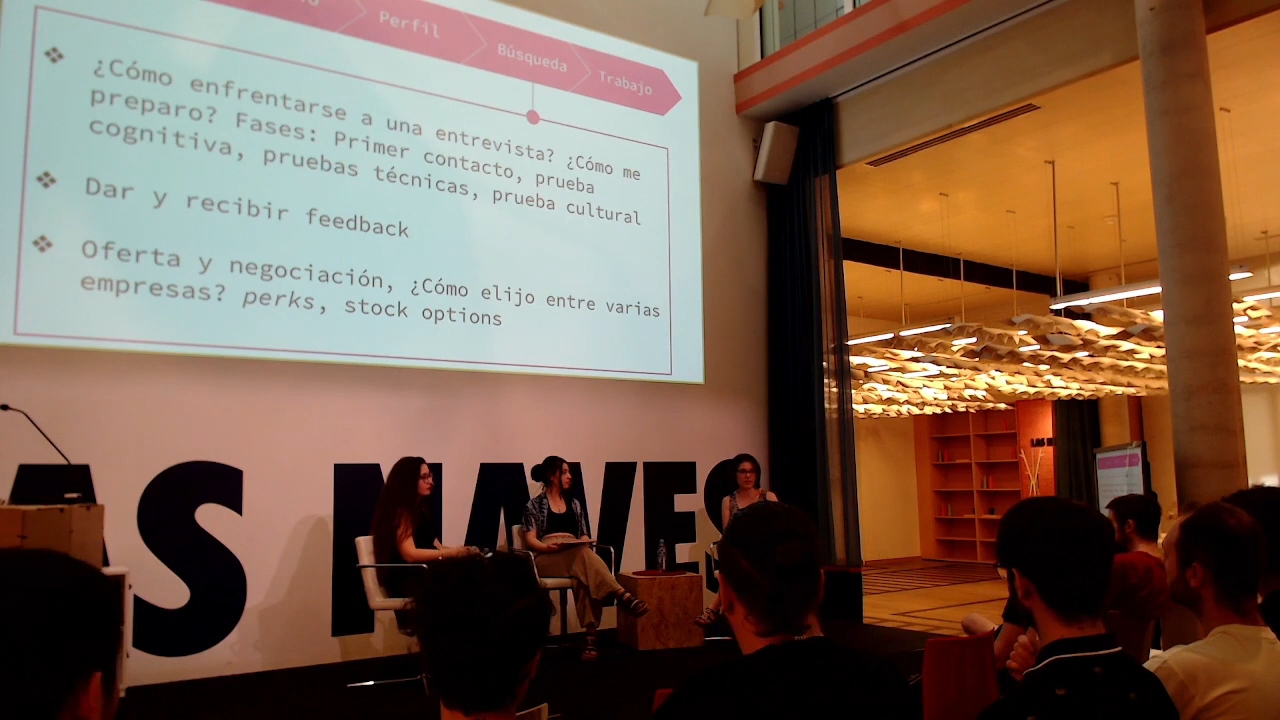 Perfil
Búsqueda
Trabajo
❖ ¿Cómo enfrentarse a una entrevista? ¿Cómo me
preparo? Fases: Primer contacto, prueba
cognitiva, pruebas técnicas, prueba cultural
❖ Dar y recibir feedback
❖ Oferta y negociación, ¿Cómo elijo entre varias
empresas? perks, stock options
AS NAVES